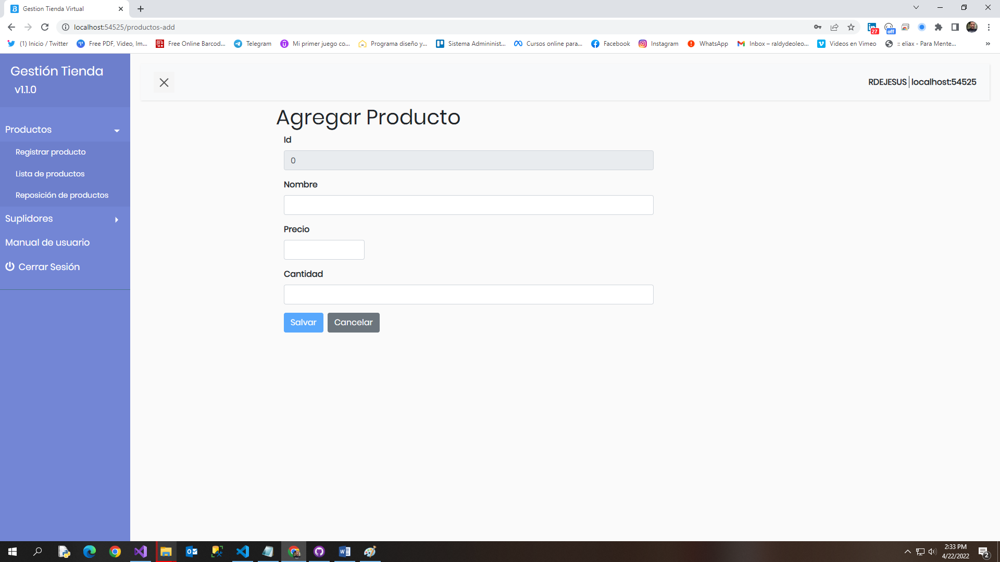 Gestion Tienda Virtual
localhost:54525/productos-add
27
off
(1) Inicio / Twitter
Free PDF, Video, Im...
Free Online Barcod...
Telegram
Mi primer juego co...
Programa diseño y...
Sistema Admininist...
Cursos online para...
Facebook
Instagram
WhatsApp
Inbox – raldydeoleo...
Videos en Vimeo
:: eliax - Para Mente...
»
Gestión Tienda
v1.1.0
RDEJESUS
localhost:54525
Productos
Registrar producto
Lista de productos
Reposición de productos
Suplidores
Manual de usuario
Cerrar Sesión
Agregar Producto
Id
0
Nombre
Precio
Cantidad
Salvar
Cancelar
2:33 PM
4/22/2022
2